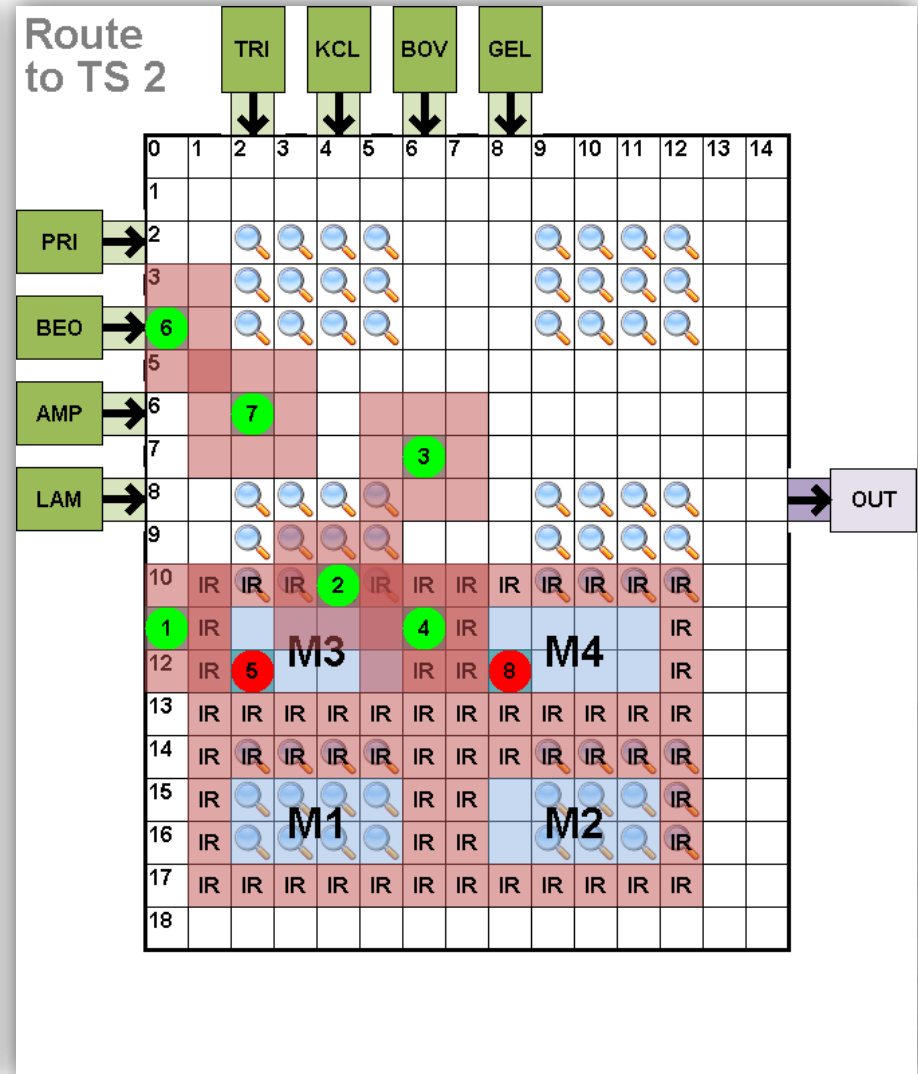 Route
to TS 2
TRI KCL BOV GEL
0 1 2 3 4 5 6 7 8 9 10 11 12 13 14
1
PRI 2
3
BEO 6
5
AMP 6 7
7 3
LAM 8 OUT
9
10 IR IR IR 2 IR IR IR IR IR IR IR IR
1 IR 4 IR IR
M3 M4
12 IR 5 IR IR 8 IR
13 IR IR IR IR IR IR IR IR IR IR IR IR
14 IR IR IR IR IR IR IR IR IR IR IR IR
15 IR IR IR IR
M1 M2
16 IR IR IR IR
17 IR IR IR IR IR IR IR IR IR IR IR IR
18